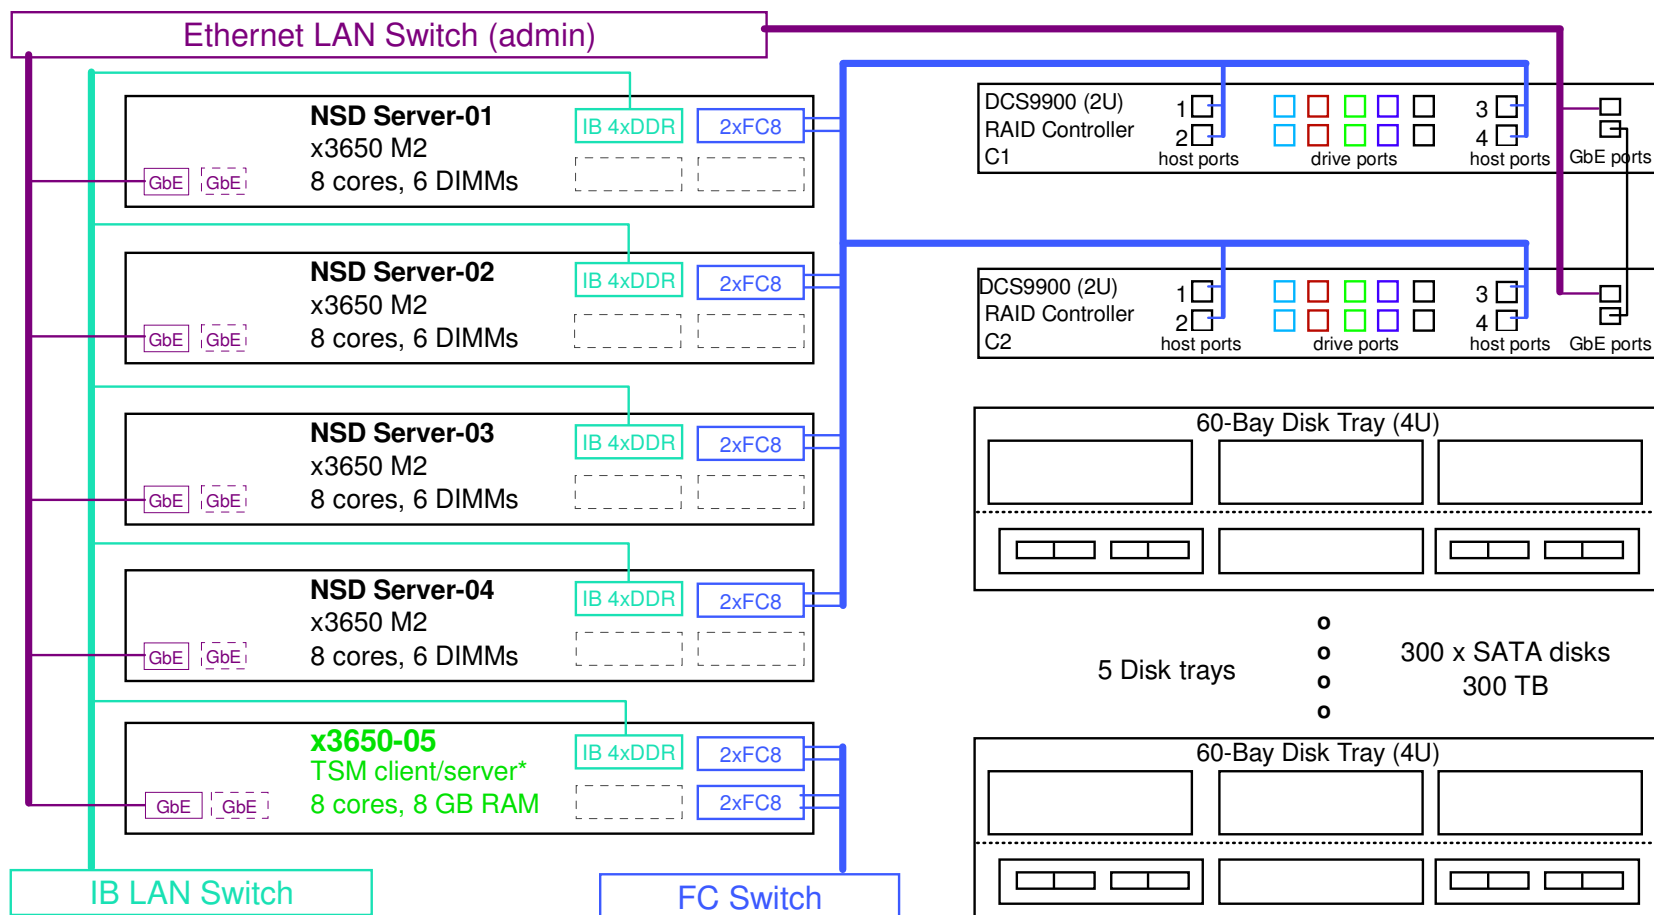 Ethernet LAN Switch (admin)
NSD Server-01
x3650 M2
8 cores, 6 DIMMs
GbE GbE
IB 4xDDR 2xFC8
NSD Server-02
x3650 M2
8 cores, 6 DIMMs
GbE GbE
IB 4xDDR 2xFC8
NSD Server-03
x3650 M2
8 cores, 6 DIMMs
GbE GbE
IB 4xDDR 2xFC8
NSD Server-04
x3650 M2
8 cores, 6 DIMMs
GbE GbE
IB 4xDDR 2xFC8
x3650-05
TSM client/server*
8 cores, 8 GB RAM
GbE GbE
IB 4xDDR 2xFC8
2xFC8
IB LAN Switch
FC Switch
DCS9900 (2U)
RAID Controller
C1
1
2
host ports
drive ports
3
4
host ports
GbE ports
DCS9900 (2U)
RAID Controller
C2
1
2
host ports
drive ports
3
4
host ports
GbE ports
60-Bay Disk Tray (4U)
o
o
o
o
5 Disk trays
300 x SATA disks
300 TB
60-Bay Disk Tray (4U)